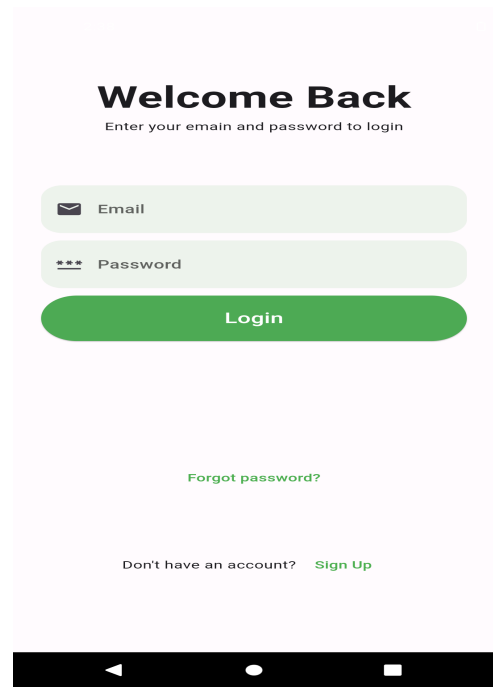 Welcome Back
Enter your emain and password to login
Email
Password
Login
Forgot password?
Don't have an account? Sign Up